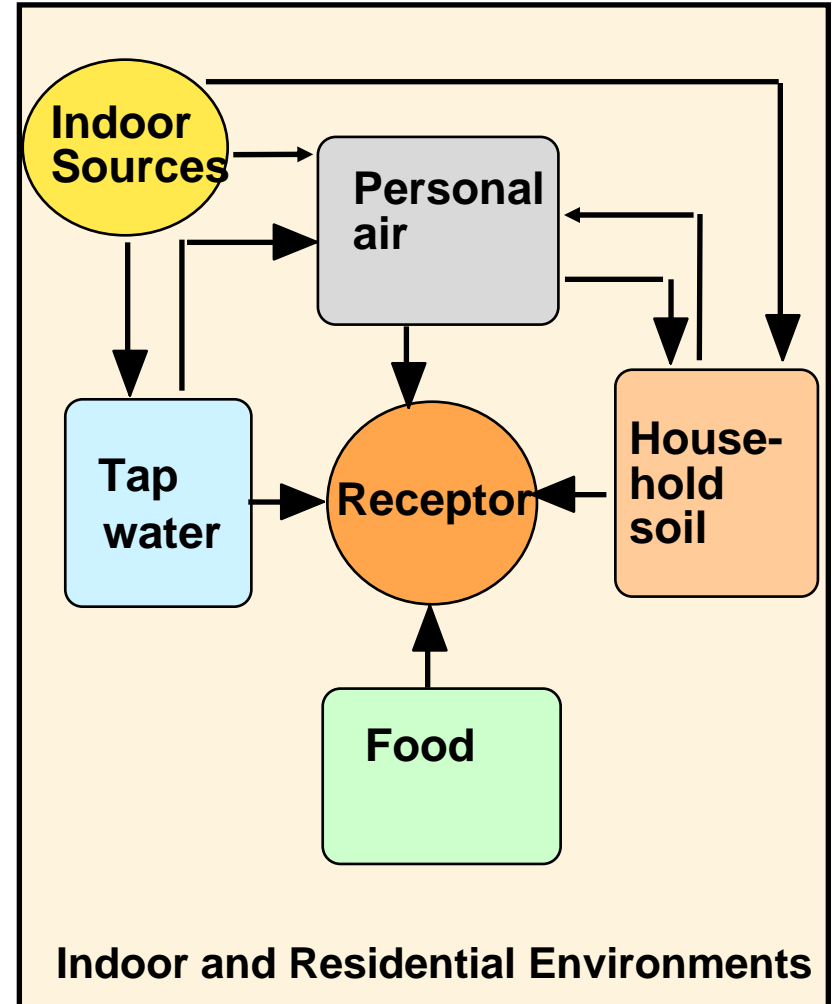 Indoor
Sources
Personal
air
Tap
water
Receptor
House-
hold
soil
Food
Indoor and Residential Environments